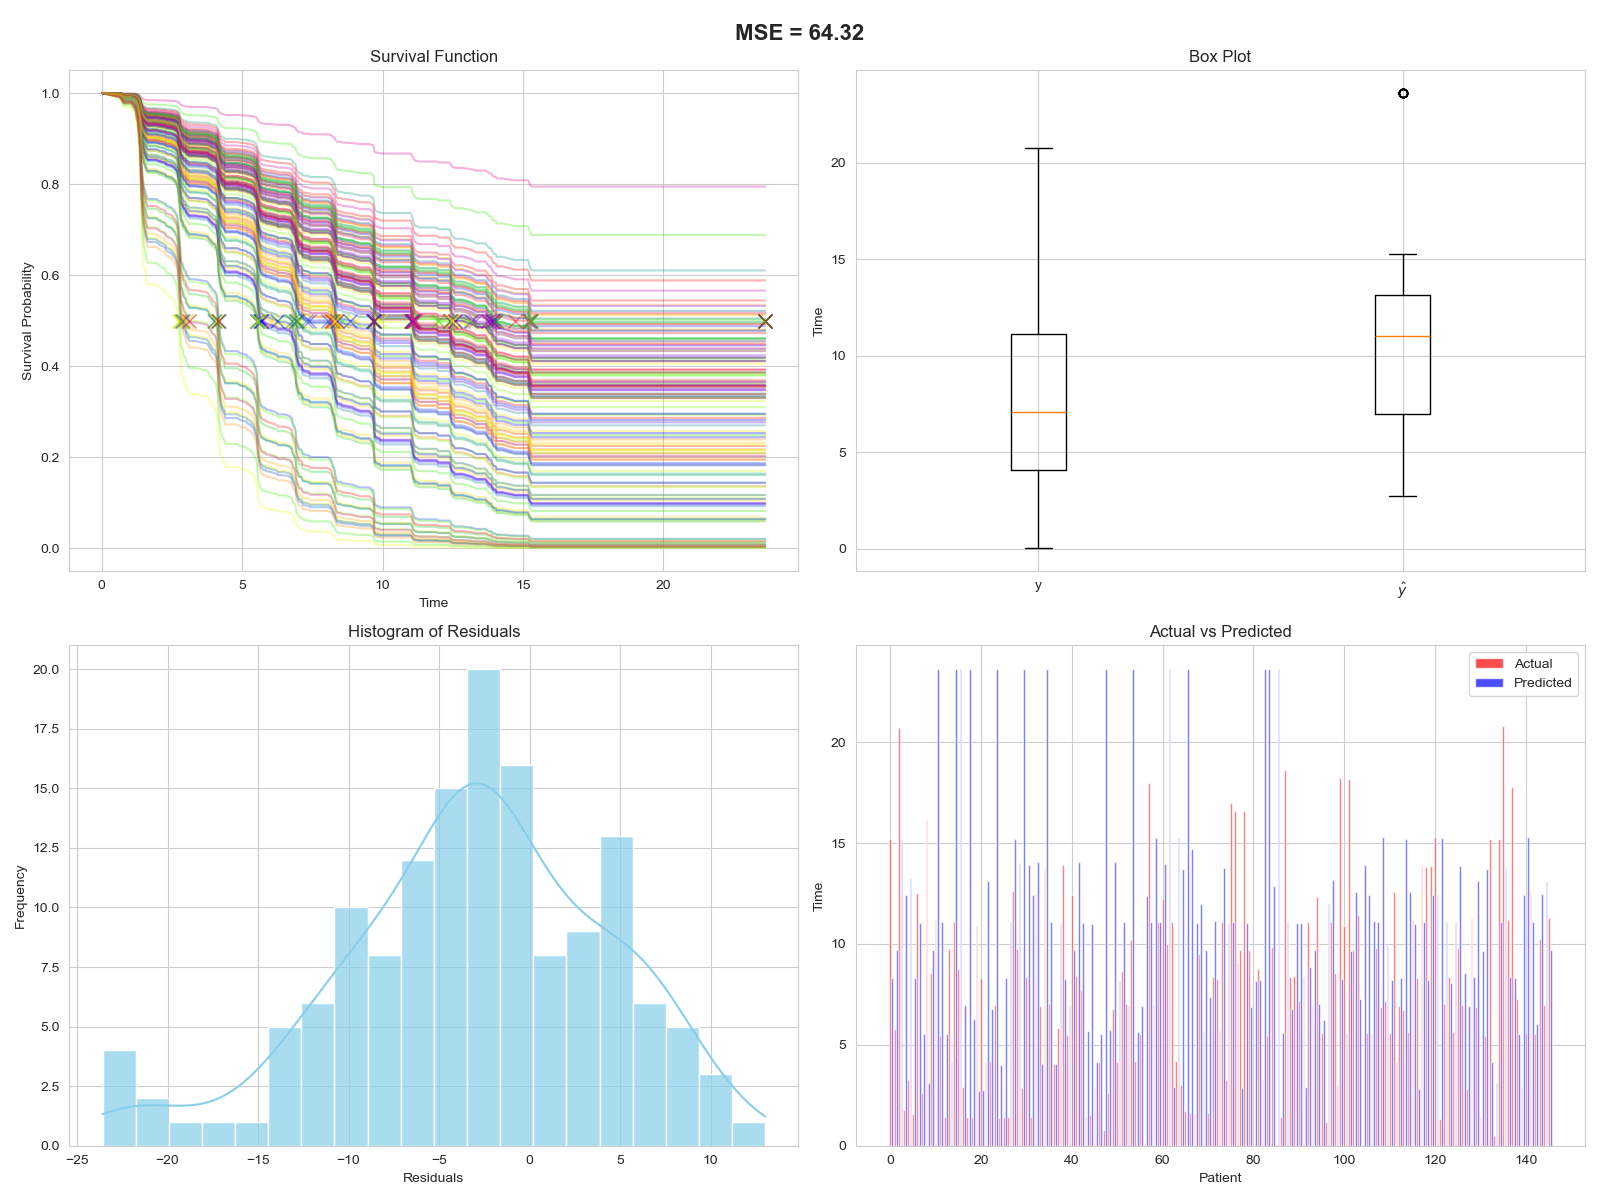 MSE = 64.32
Survival Function
1.0
0.8
0.6
0.4
0.2
0.0
Survival Probability
0 5 10 15 20
Time
Box Plot
20
15
10
5
0
Time
y ŷ
Histogram of Residuals
20.0
17.5
15.0
12.5
10.0
7.5
5.0
2.5
0.0
Frequency
−25 −20 −15 −10 −5 0 5 10
Residuals
Actual vs Predicted
Actual
Predicted
20
15
10
5
0
Time
0 20 40 60 80 100 120 140
Patient